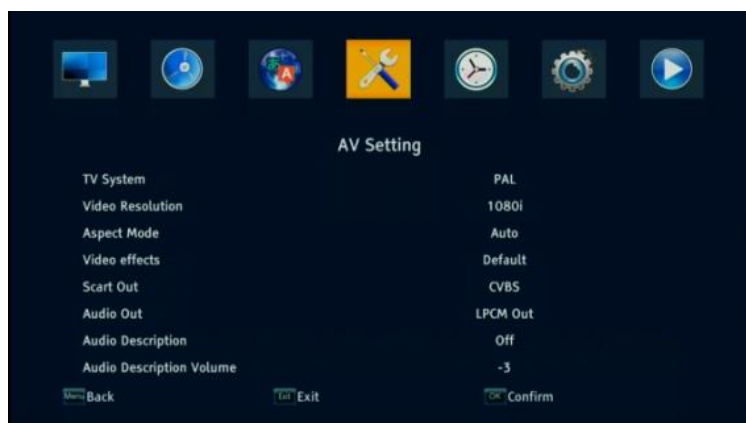 あ
A
AV Setting
TV System PAL
Video Resolution 1080i
Aspect Mode Auto
Video effects Default
Scart Out CVBS
Audio Out LPCM Out
Audio Description Off
Audio Description Volume -3
Menu Back Exit Exit OK Confirm